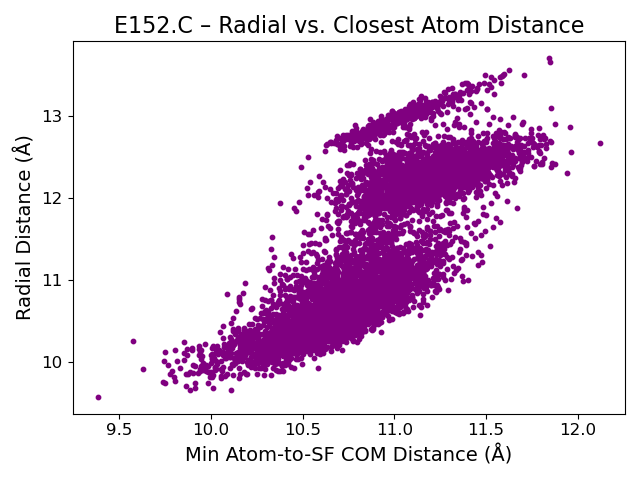 E152.C – Radial vs. Closest Atom Distance
13
12
11
10
Radial Distance (Å)
9.5 10.0 10.5 11.0 11.5 12.0
Min Atom-to-SF COM Distance (Å)